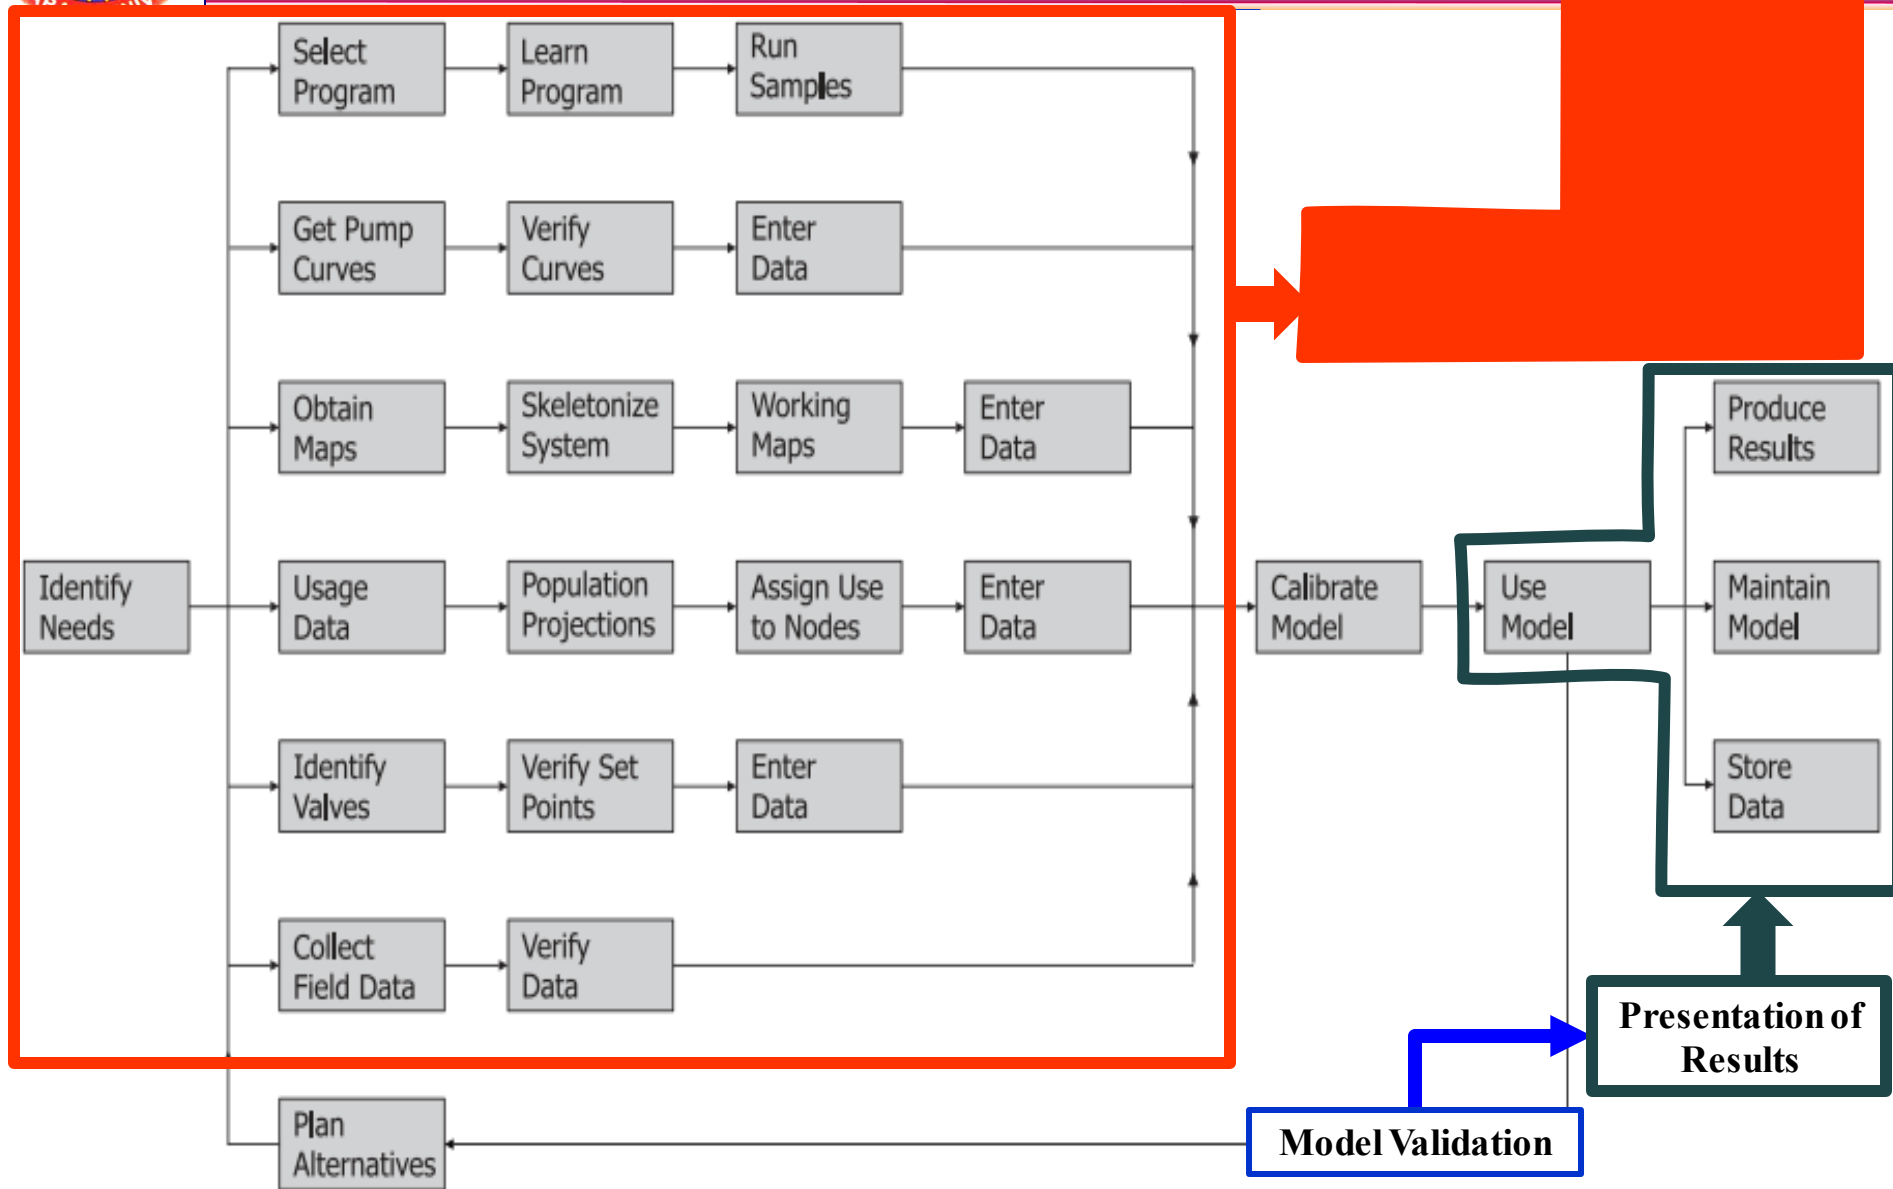 Select
Program
Learn
Program
Run
Samples
Get Pump
Curves
Verify
Curves
Enter
Data
Obtain
Maps
Skeletonize
System
Working
Maps
Enter
Data
Produce
Results
Identify
Needs
Usage
Data
Population
Projections
Assign Use
to Nodes
Enter
Data
Calibrate
Model
Use
Model
Maintain
Model
Identify
Valves
Verify Set
Points
Enter
Data
Store
Data
Collect
Field Data
Verify
Data
Presentation of
Results
Plan
Alternatives
Model Validation